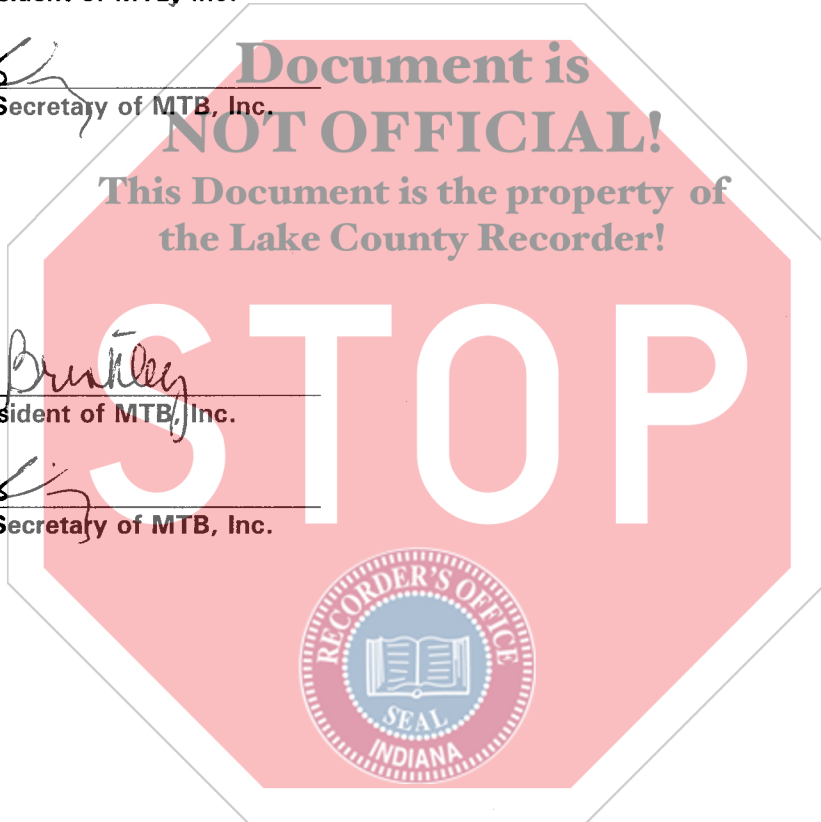 Document is
NOT OFFICIAL!
Secretary of MTB, Inc.
This Document is the property of
the Lake County Recorder!
STOP
Brintley
sident of MTB, Inc.
Secretary of MTB, Inc.
RECORDER'S OFFICE
SEAL
INDIANA